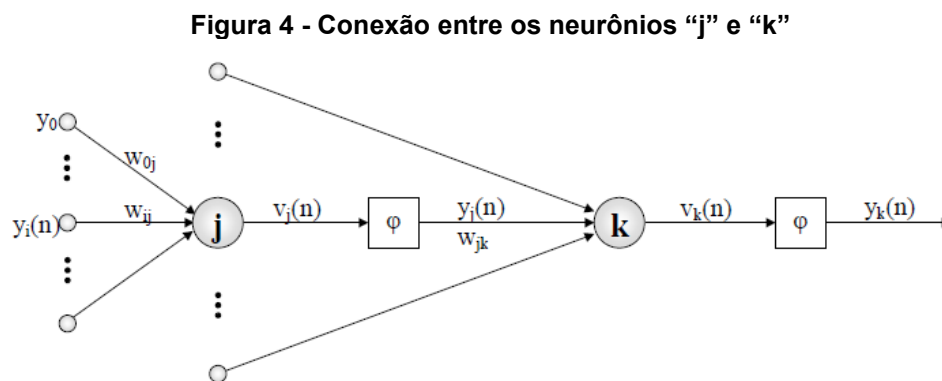 Figura 4 - Conexão entre os neurônios “j” e “k”
y₀
w₀ⱼ
yᵢ(n)
wᵢⱼ
j
vⱼ(n)
φ
yⱼ(n)
wⱼₖ
k
vₖ(n)
φ
yₖ(n)